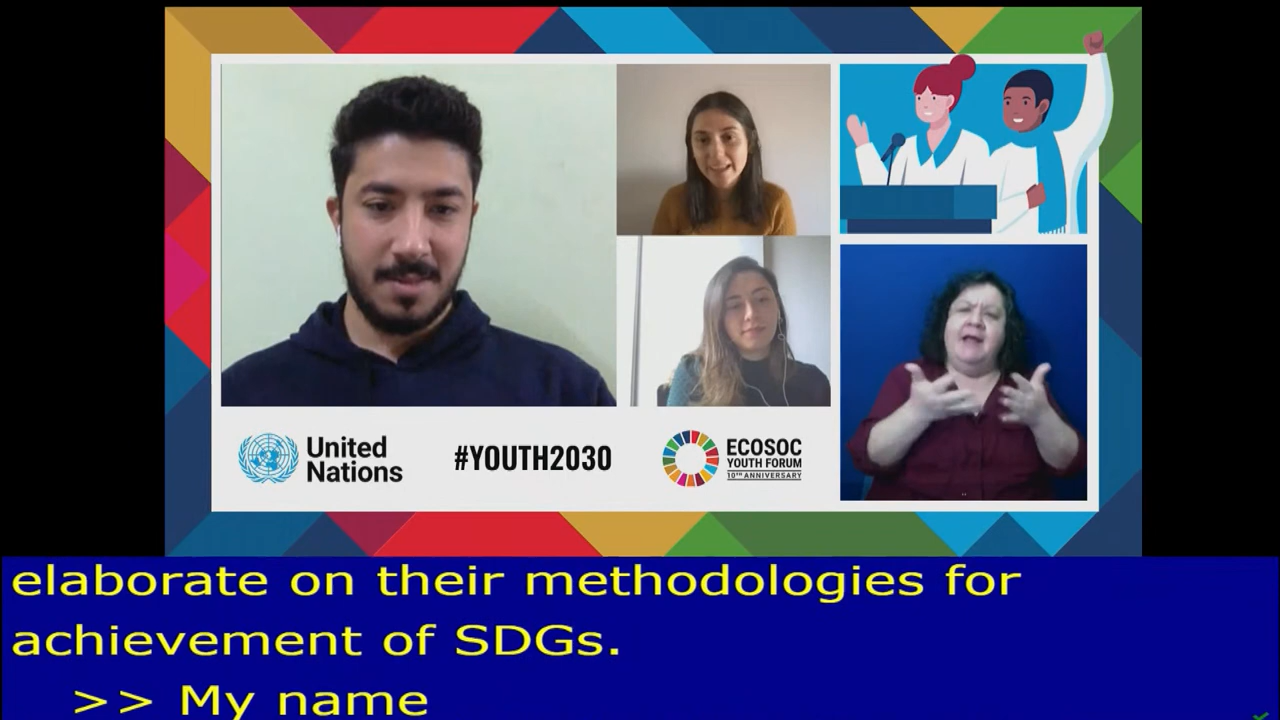 United
Nations
#YOUTH2030
ECOSOC
YOUTH FORUM
10TH ANNIVERSARY
elaborate on their methodologies for
achievement of SDGs.
>> My name